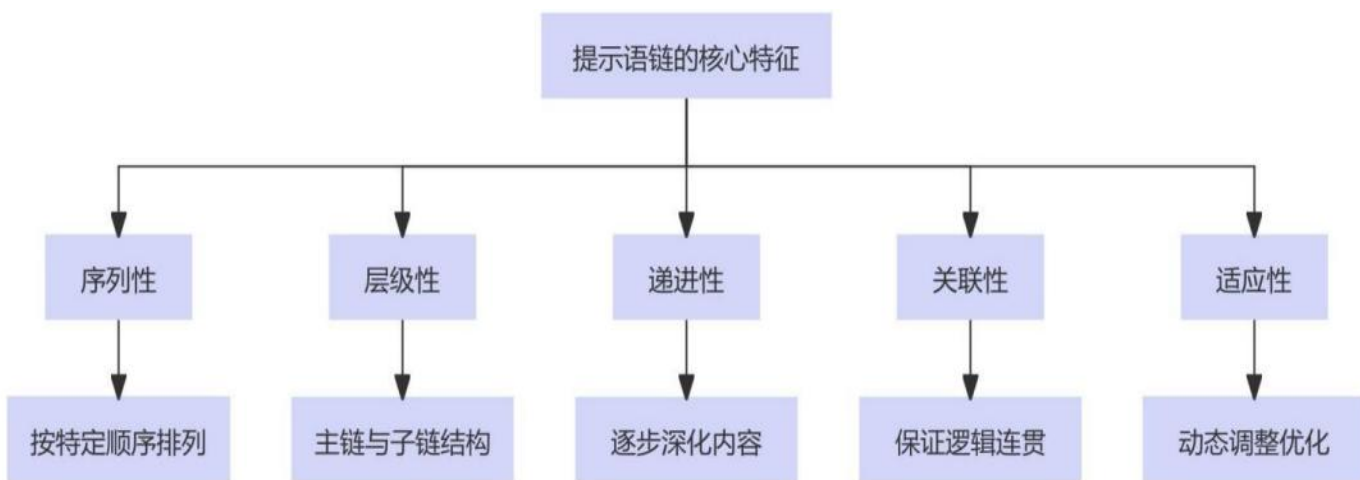 提示语链的核心特征
序列性
层级性
递进性
关联性
适应性
按特定顺序排列
主链与子链结构
逐步深化内容
保证逻辑连贯
动态调整优化